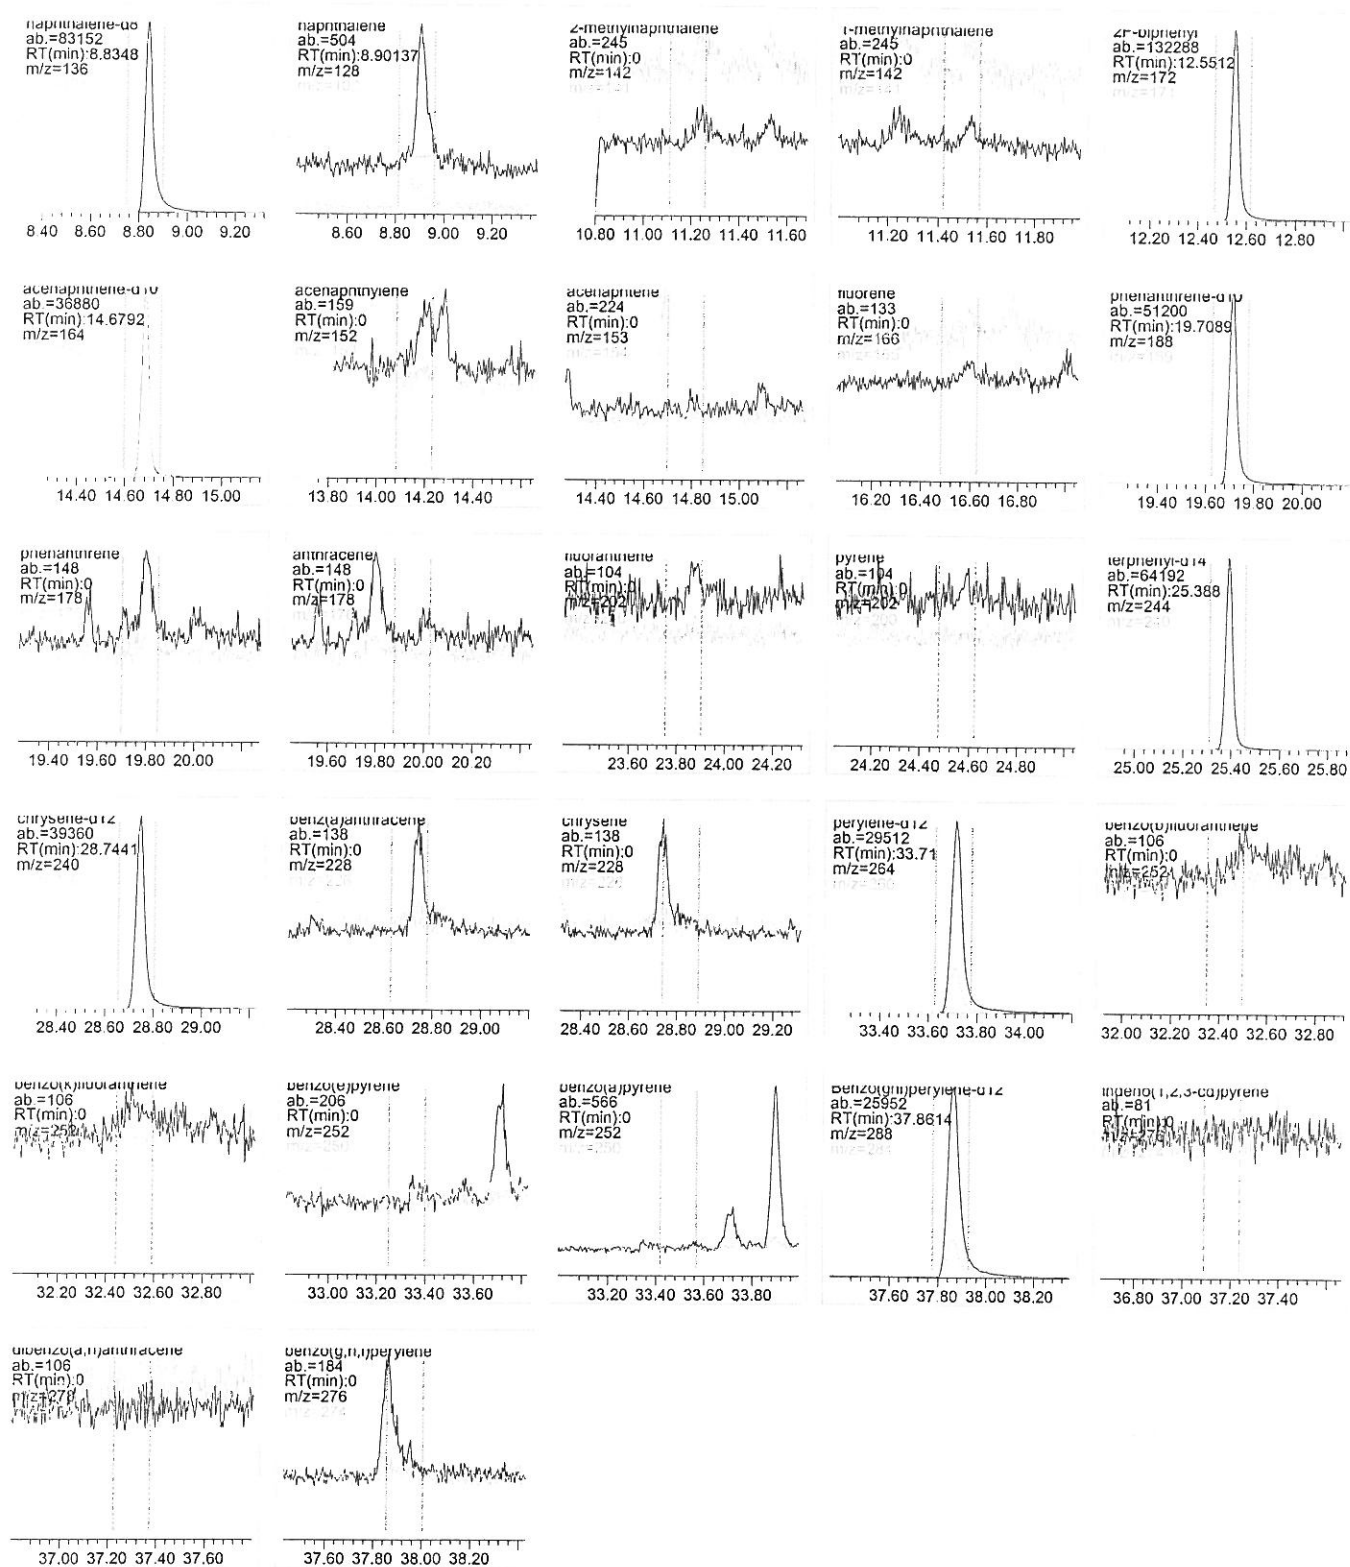 naphthalene-d8
ab.=83152
RT(min):8.8348
m/z=136
8.40 8.60 8.80 9.00 9.20
naphthalene
ab.=504
RT(min):8.90137
m/z=128
8.60 8.80 9.00 9.20
2-methylnaphthalene
ab.=245
RT(min):0
m/z=142
10.80 11.00 11.20 11.40 11.60
1-methylnaphthalene
ab.=245
RT(min):0
m/z=142
m/z=141
11.20 11.40 11.60 11.80
2F-biphenyl
ab.=132288
RT(min):12.5512
m/z=172
m/z=171
12.20 12.40 12.60 12.80
acenaphthene-d10
ab.=36880
RT(min):14.6792
m/z=164
14.40 14.60 14.80 15.00
acenaphthylene
ab.=159
RT(min):0
m/z=152
13.80 14.00 14.20 14.40
acenaphtene
ab.=224
RT(min):0
m/z=153
14.40 14.60 14.80 15.00
fluorene
ab.=133
RT(min):0
m/z=166
16.20 16.40 16.60 16.80
phenanthrene-d10
ab.=51200
RT(min):19.7089
m/z=188
19.40 19.60 19.80 20.00
phenanthrene
ab.=148
RT(min):0
m/z=178
19.40 19.60 19.80 20.00
anthracene
ab.=148
RT(min):0
m/z=178
19.60 19.80 20.00 20.20
fluoranthene
ab.=104
RT(min):0
m/z=202
23.60 23.80 24.00 24.20
pyrene
ab.=104
RT(min):0
m/z=202
24.20 24.40 24.60 24.80
terphenyl-d14
ab.=64192
RT(min):25.388
m/z=244
25.00 25.20 25.40 25.60 25.80
chrysene-d12
ab.=39360
RT(min):28.7441
m/z=240
28.40 28.60 28.80 29.00
benz(a)anthracene
ab.=138
RT(min):0
m/z=228
28.40 28.60 28.80 29.00
chrysene
ab.=138
RT(min):0
m/z=228
28.40 28.60 28.80 29.00 29.20
perylene-d12
ab.=29512
RT(min):33.71
m/z=264
33.40 33.60 33.80 34.00
benzo(b)fluoranthene
ab.=106
RT(min):0
m/z=252
32.00 32.20 32.40 32.60 32.80
benzo(k)fluoranthene
ab.=106
RT(min):0
m/z=252
32.20 32.40 32.60 32.80 33.00
benzo(e)pyrene
ab.=206
RT(min):0
m/z=252
33.00 33.20 33.40 33.60
benzo(a)pyrene
ab.=566
RT(min):0
m/z=252
33.20 33.40 33.60 33.80
Benzo(ghi)perylene-d12
ab.=25952
RT(min):37.8614
m/z=288
37.60 37.80 38.00 38.20
Indeno(1,2,3-cd)pyrene
ab.=81
RT(min):0
m/z=276
36.80 37.00 37.20 37.40
dibenzo(a,h)anthracene
ab.=106
RT(min):0
m/z=278
37.00 37.20 37.40 37.60
benzo(g,h,i)perylene
ab.=184
RT(min):0
m/z=276
37.60 37.80 38.00 38.20